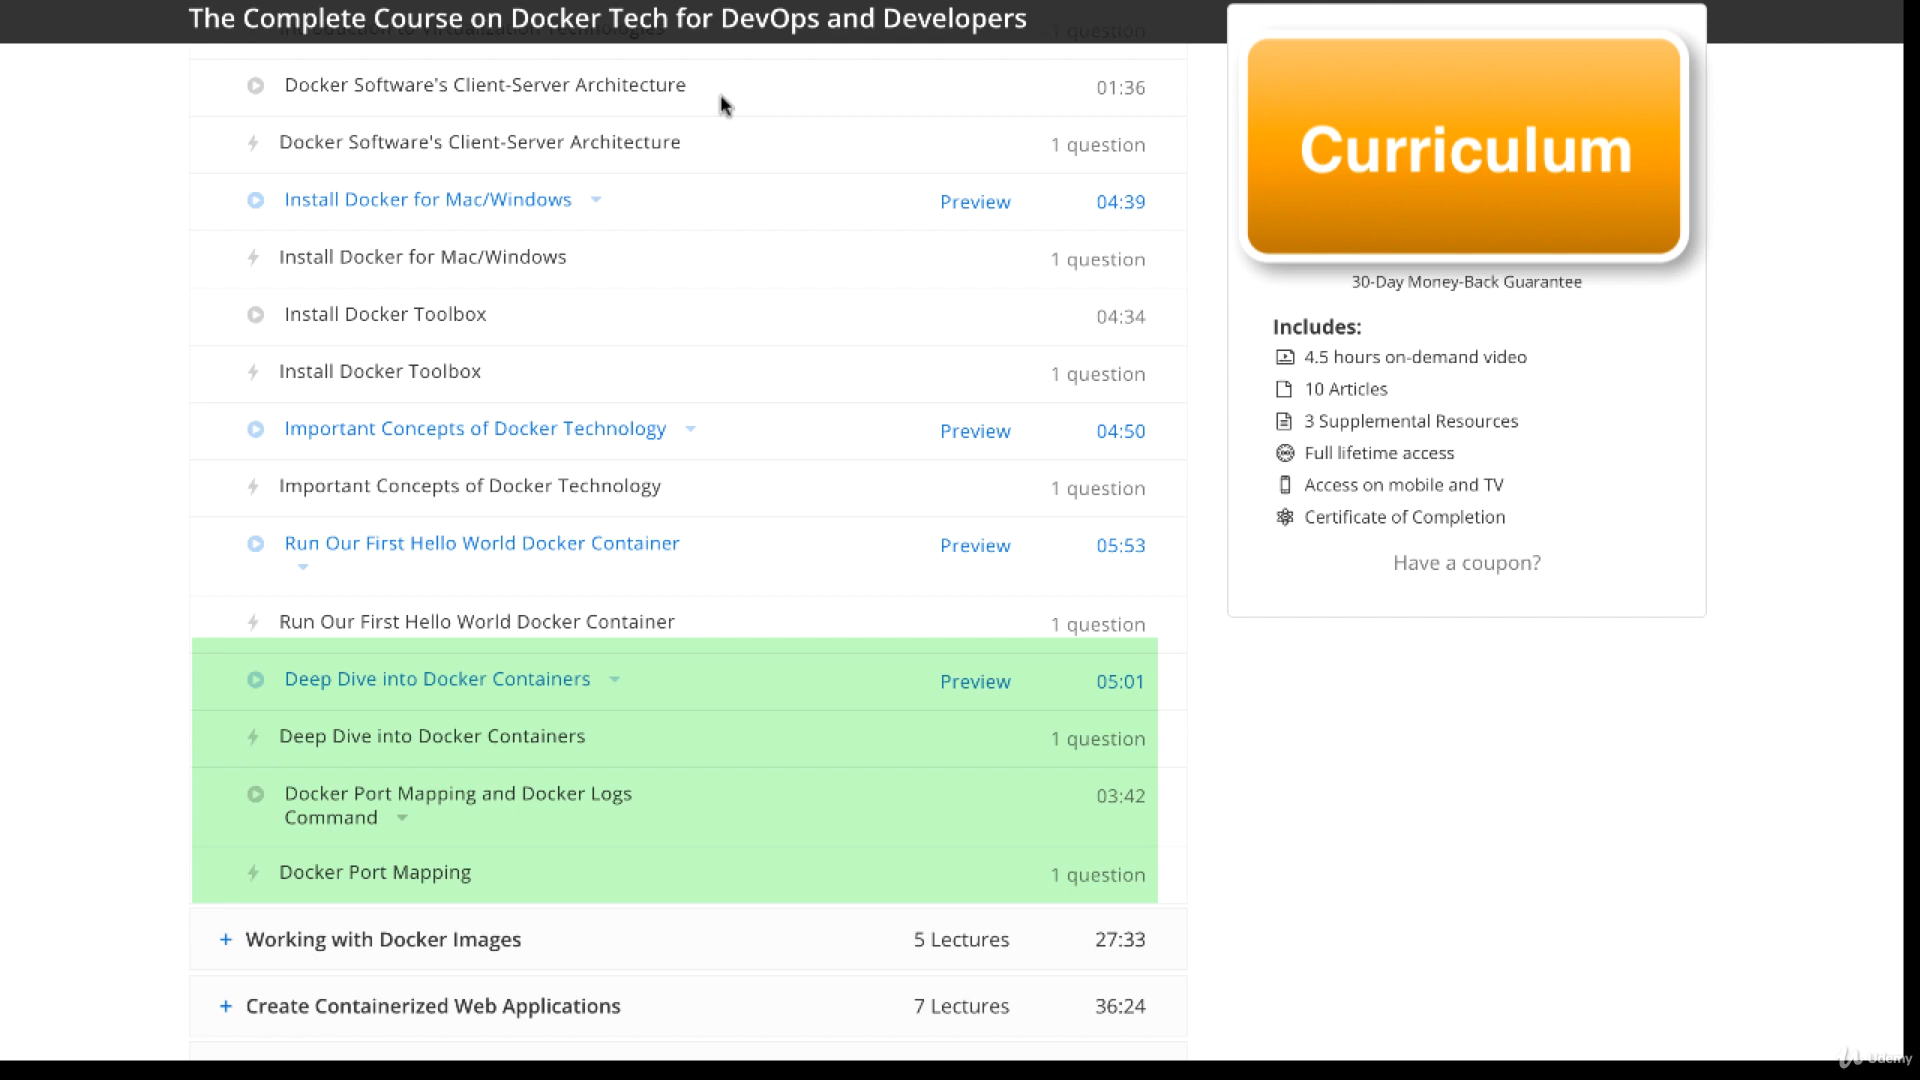 The Complete Course on Docker Tech for DevOps and Developers
Introduction to Virtualization Technologies 1 question
Docker Software's Client-Server Architecture 01:36
Docker Software's Client-Server Architecture 1 question
Install Docker for Mac/Windows Preview 04:39
Install Docker for Mac/Windows 1 question
Install Docker Toolbox 04:34
Install Docker Toolbox 1 question
Important Concepts of Docker Technology Preview 04:50
Important Concepts of Docker Technology 1 question
Run Our First Hello World Docker Container Preview 05:53
Run Our First Hello World Docker Container 1 question
Deep Dive into Docker Containers Preview 05:01
Deep Dive into Docker Containers 1 question
Docker Port Mapping and Docker Logs 03:42
Command
Docker Port Mapping 1 question
+ Working with Docker Images 5 Lectures 27:33
+ Create Containerized Web Applications 7 Lectures 36:24
Curriculum
30-Day Money-Back Guarantee
Includes:
4.5 hours on-demand video
10 Articles
3 Supplemental Resources
Full lifetime access
Access on mobile and TV
Certificate of Completion
Have a coupon?
Udemy